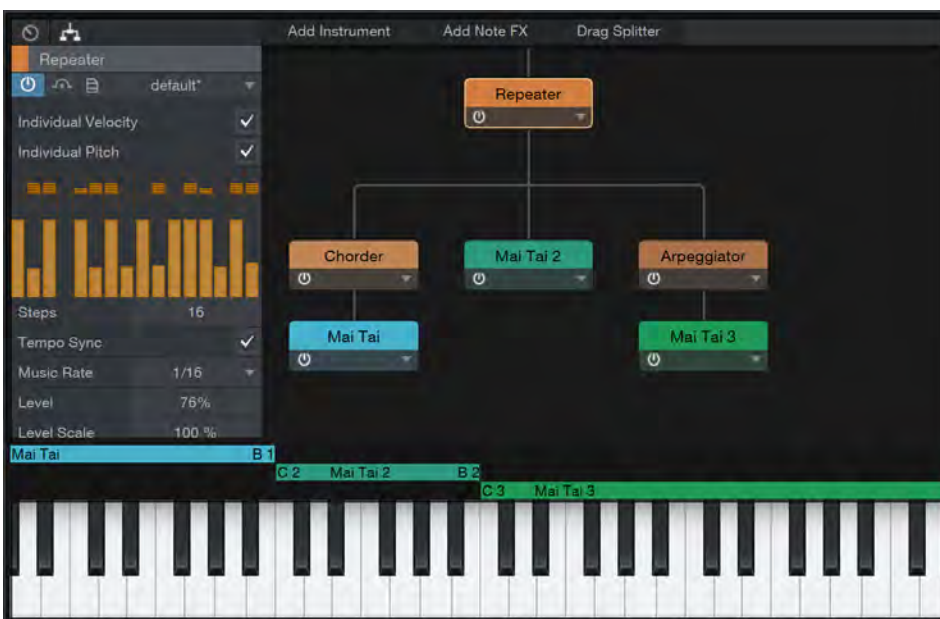 Add Instrument Add Note FX Drag Splitter
Repeater
default*
Individual Velocity
Individual Pitch
Steps 16
Tempo Sync
Music Rate 1/16
Level 76%
Level Scale 100 %
Repeater
Chorder Mai Tai 2 Arpeggiator
Mai Tai Mai Tai 3
Mai Tai B 1
C 2 Mai Tai 2 B 2
C 3 Mai Tai 3